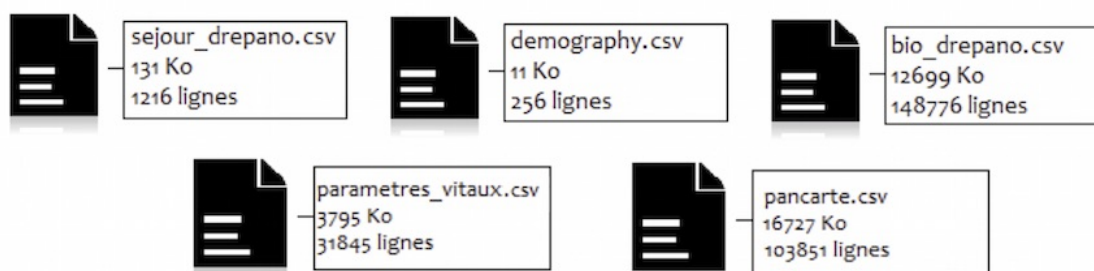 sejour_drepano.csv
131 Ko
1216 lignes
demography.csv
11 Ko
256 lignes
bio_drepano.csv
12699 Ko
148776 lignes
parametres_vitaux.csv
3795 Ko
31845 lignes
pancarte.csv
16727 Ko
103851 lignes